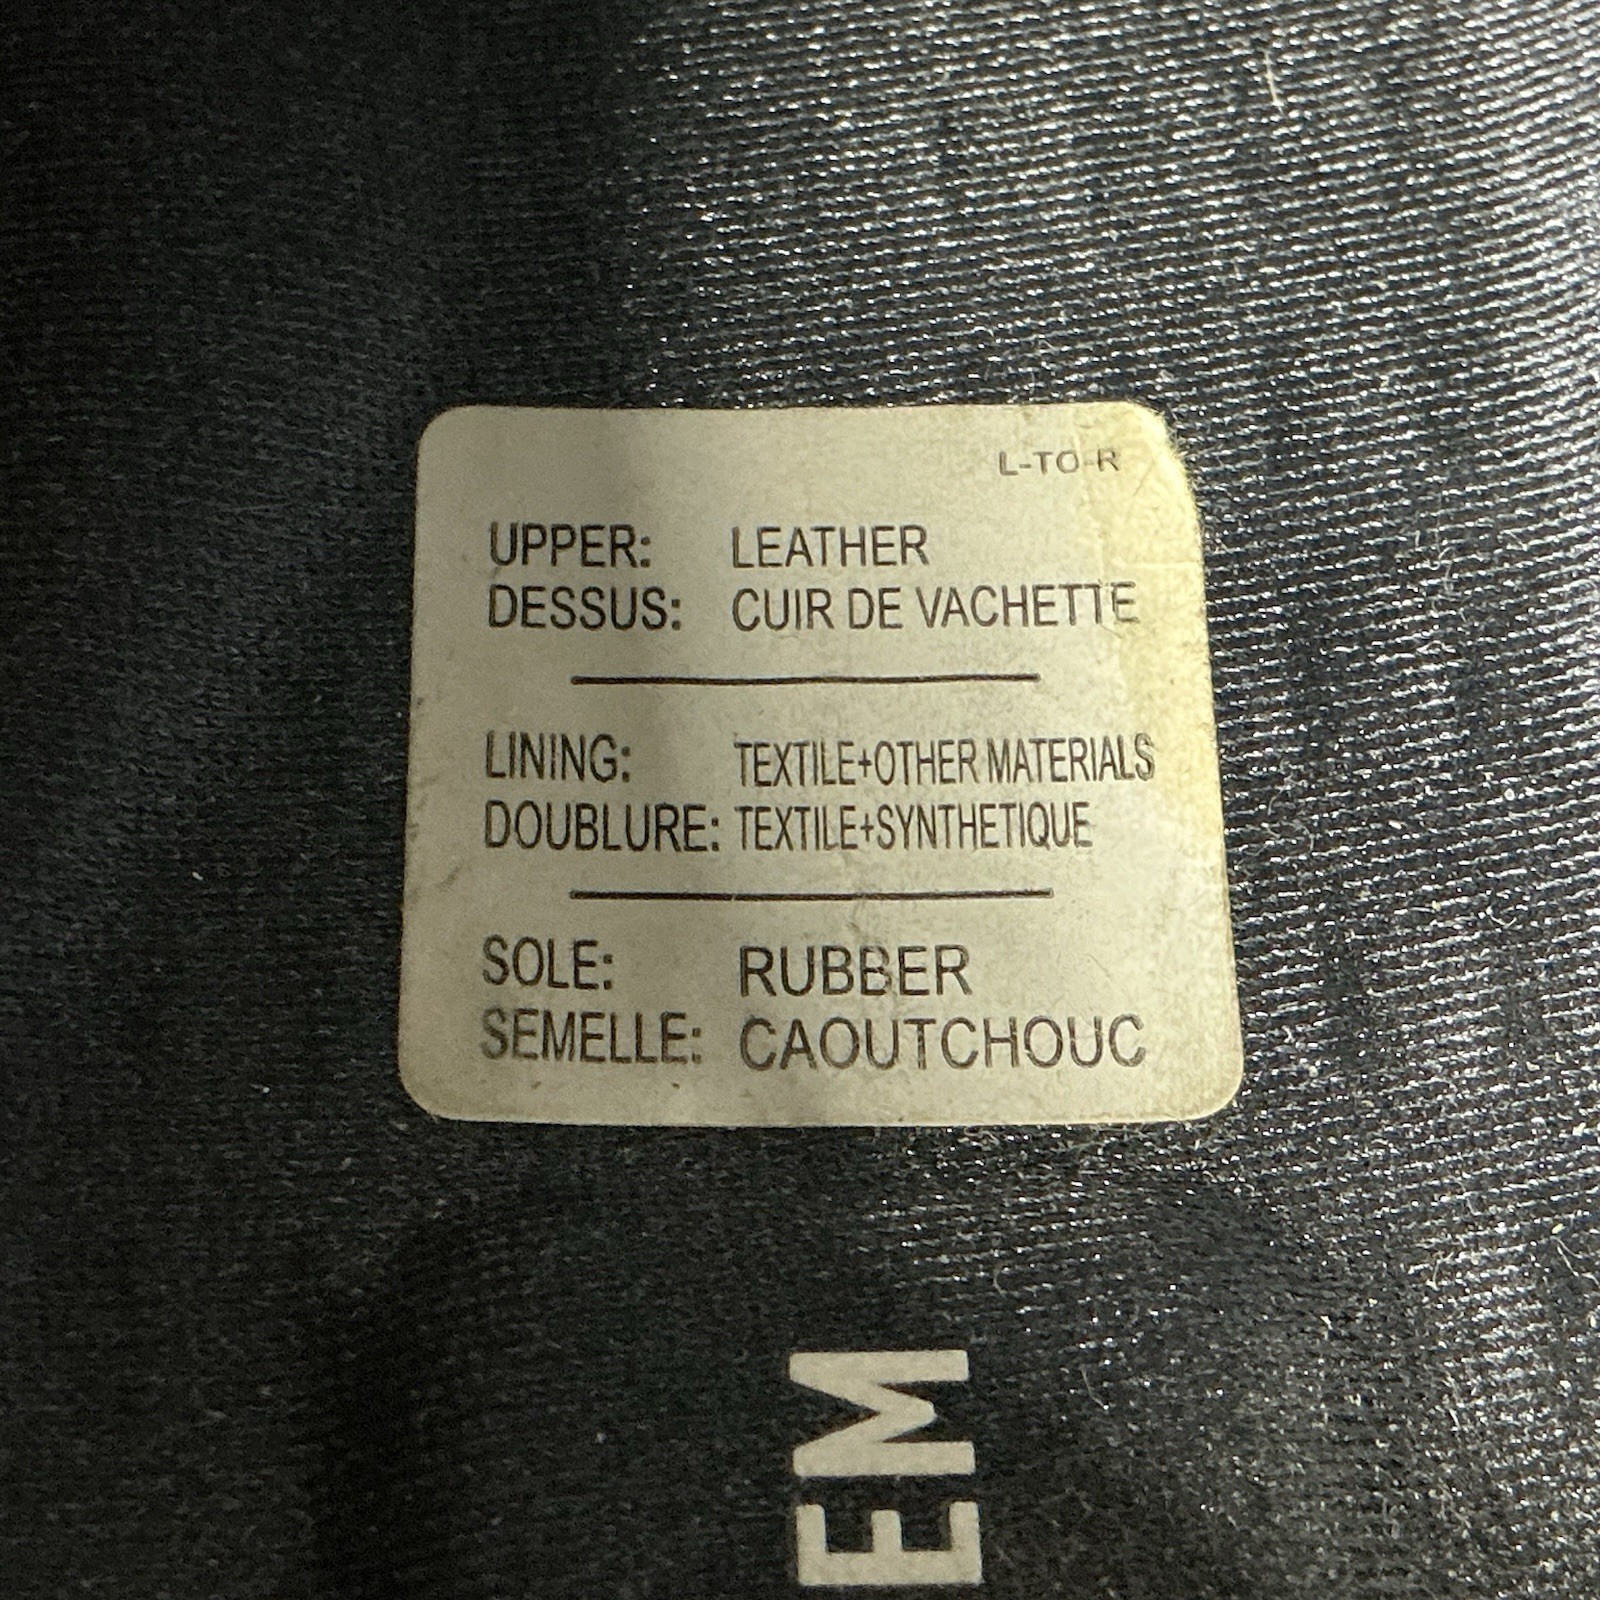 L-TO-R
UPPER: LEATHER
DESSUS: CUIR DE VACHETTE
LINING: TEXTILE+OTHER MATERIALS
DOUBLURE: TEXTILE+SYNTHETIQUE
SOLE: RUBBER
SEMELLE: CAOUTCHOUC
EM